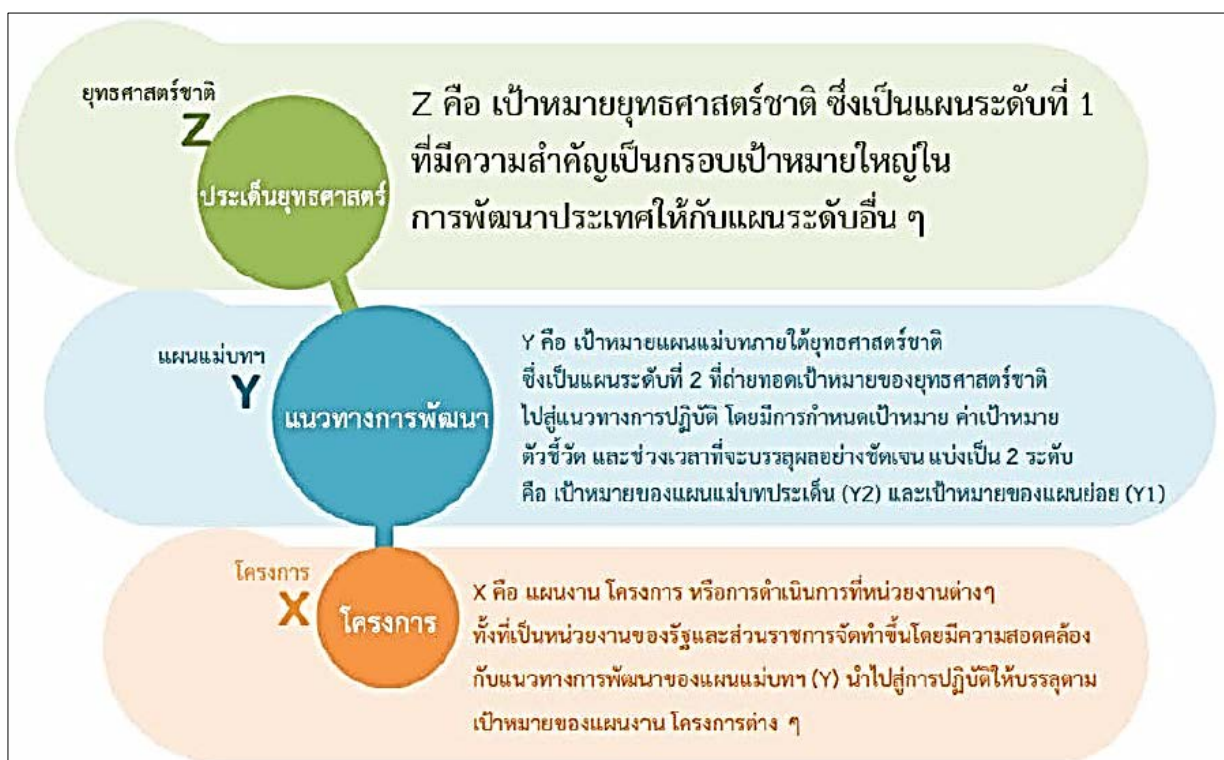 ยุทธศาสตร์ชาติ
Z
ประเด็นยุทธศาสตร์
Z คือ เป้าหมายยุทธศาสตร์ชาติ ซึ่งเป็นแผนระดับที่ 1
ที่มีความสำคัญเป็นกรอบเป้าหมายใหญ่ใน
การพัฒนาประเทศให้กับแผนระดับอื่น ๆ
แผนแม่บทฯ
Y
แนวทางการพัฒนา
Y คือ เป้าหมายแผนแม่บทภายใต้ยุทธศาสตร์ชาติ
ซึ่งเป็นแผนระดับที่ 2 ที่ถ่ายทอดเป้าหมายของยุทธศาสตร์ชาติ
ไปสู่แนวทางการปฏิบัติ โดยมีการกำหนดเป้าหมาย ค่าเป้าหมาย
ตัวชี้วัด และช่วงเวลาที่จะบรรลุผลอย่างชัดเจน แบ่งเป็น 2 ระดับ
คือ เป้าหมายของแผนแม่บทประเด็น (Y2) และเป้าหมายของแผนย่อย (Y1)
โครงการ
X
โครงการ
X คือ แผนงาน โครงการ หรือการดำเนินการที่หน่วยงานต่างๆ
ทั้งที่เป็นหน่วยงานของรัฐและส่วนราชการจัดทำขึ้นโดยมีความสอดคล้อง
กับแนวทางการพัฒนาของแผนแม่บทฯ (Y) นำไปสู่การปฏิบัติให้บรรลุตาม
เป้าหมายของแผนงาน โครงการต่าง ๆ